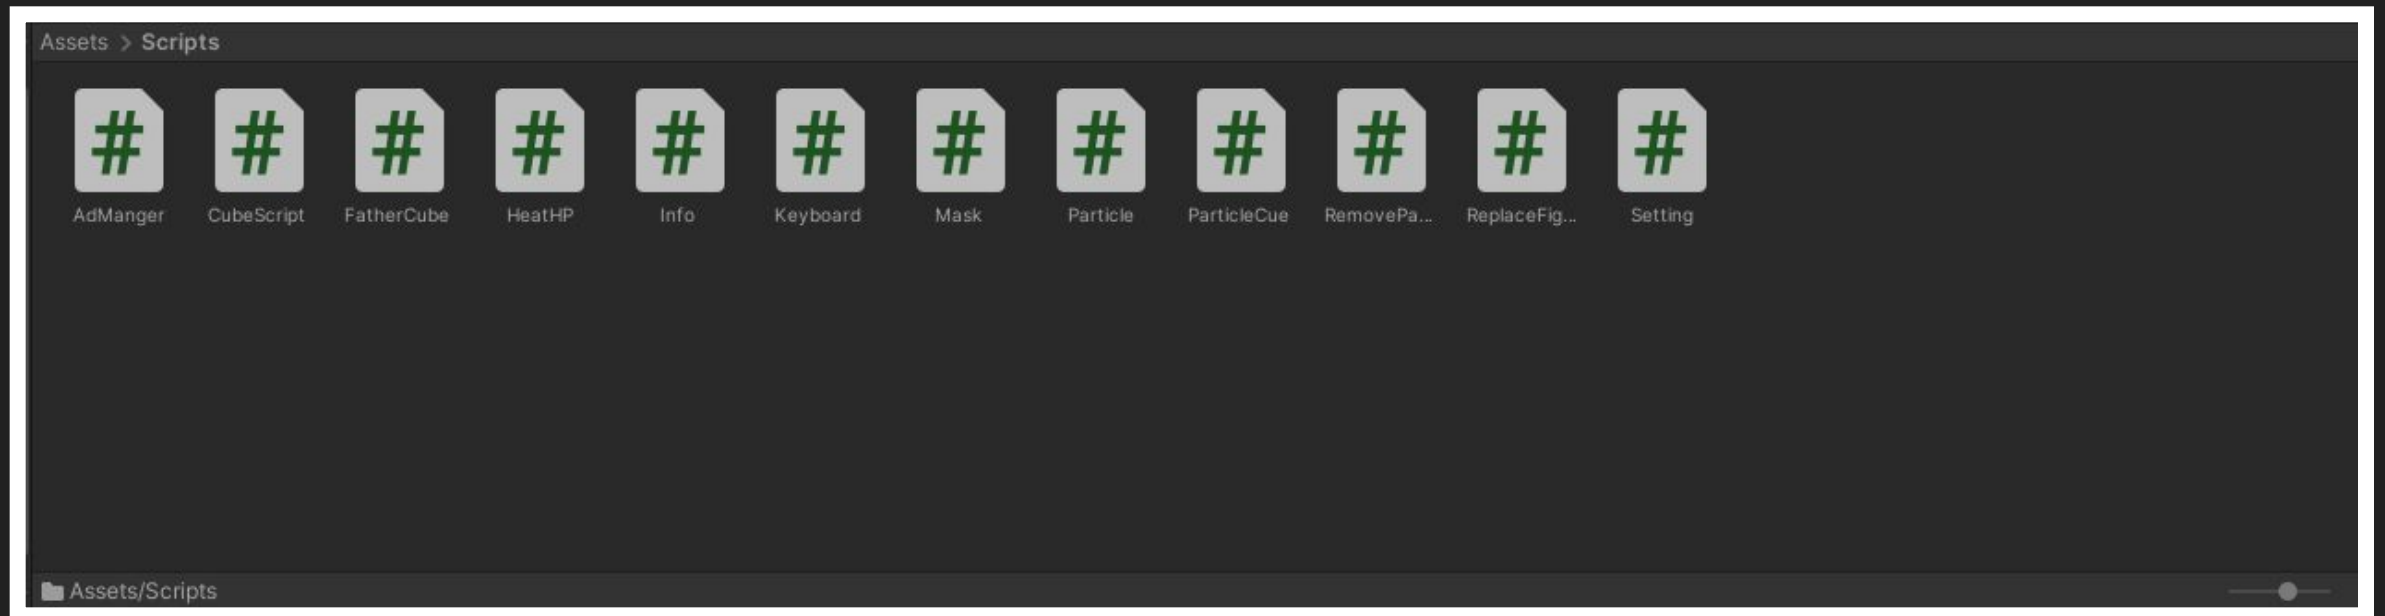 Assets > Scripts
AdManger CubeScript FatherCube HeatHP Info Keyboard Mask Particle ParticleCue RemovePa... ReplaceFig... Setting
Assets/Scripts